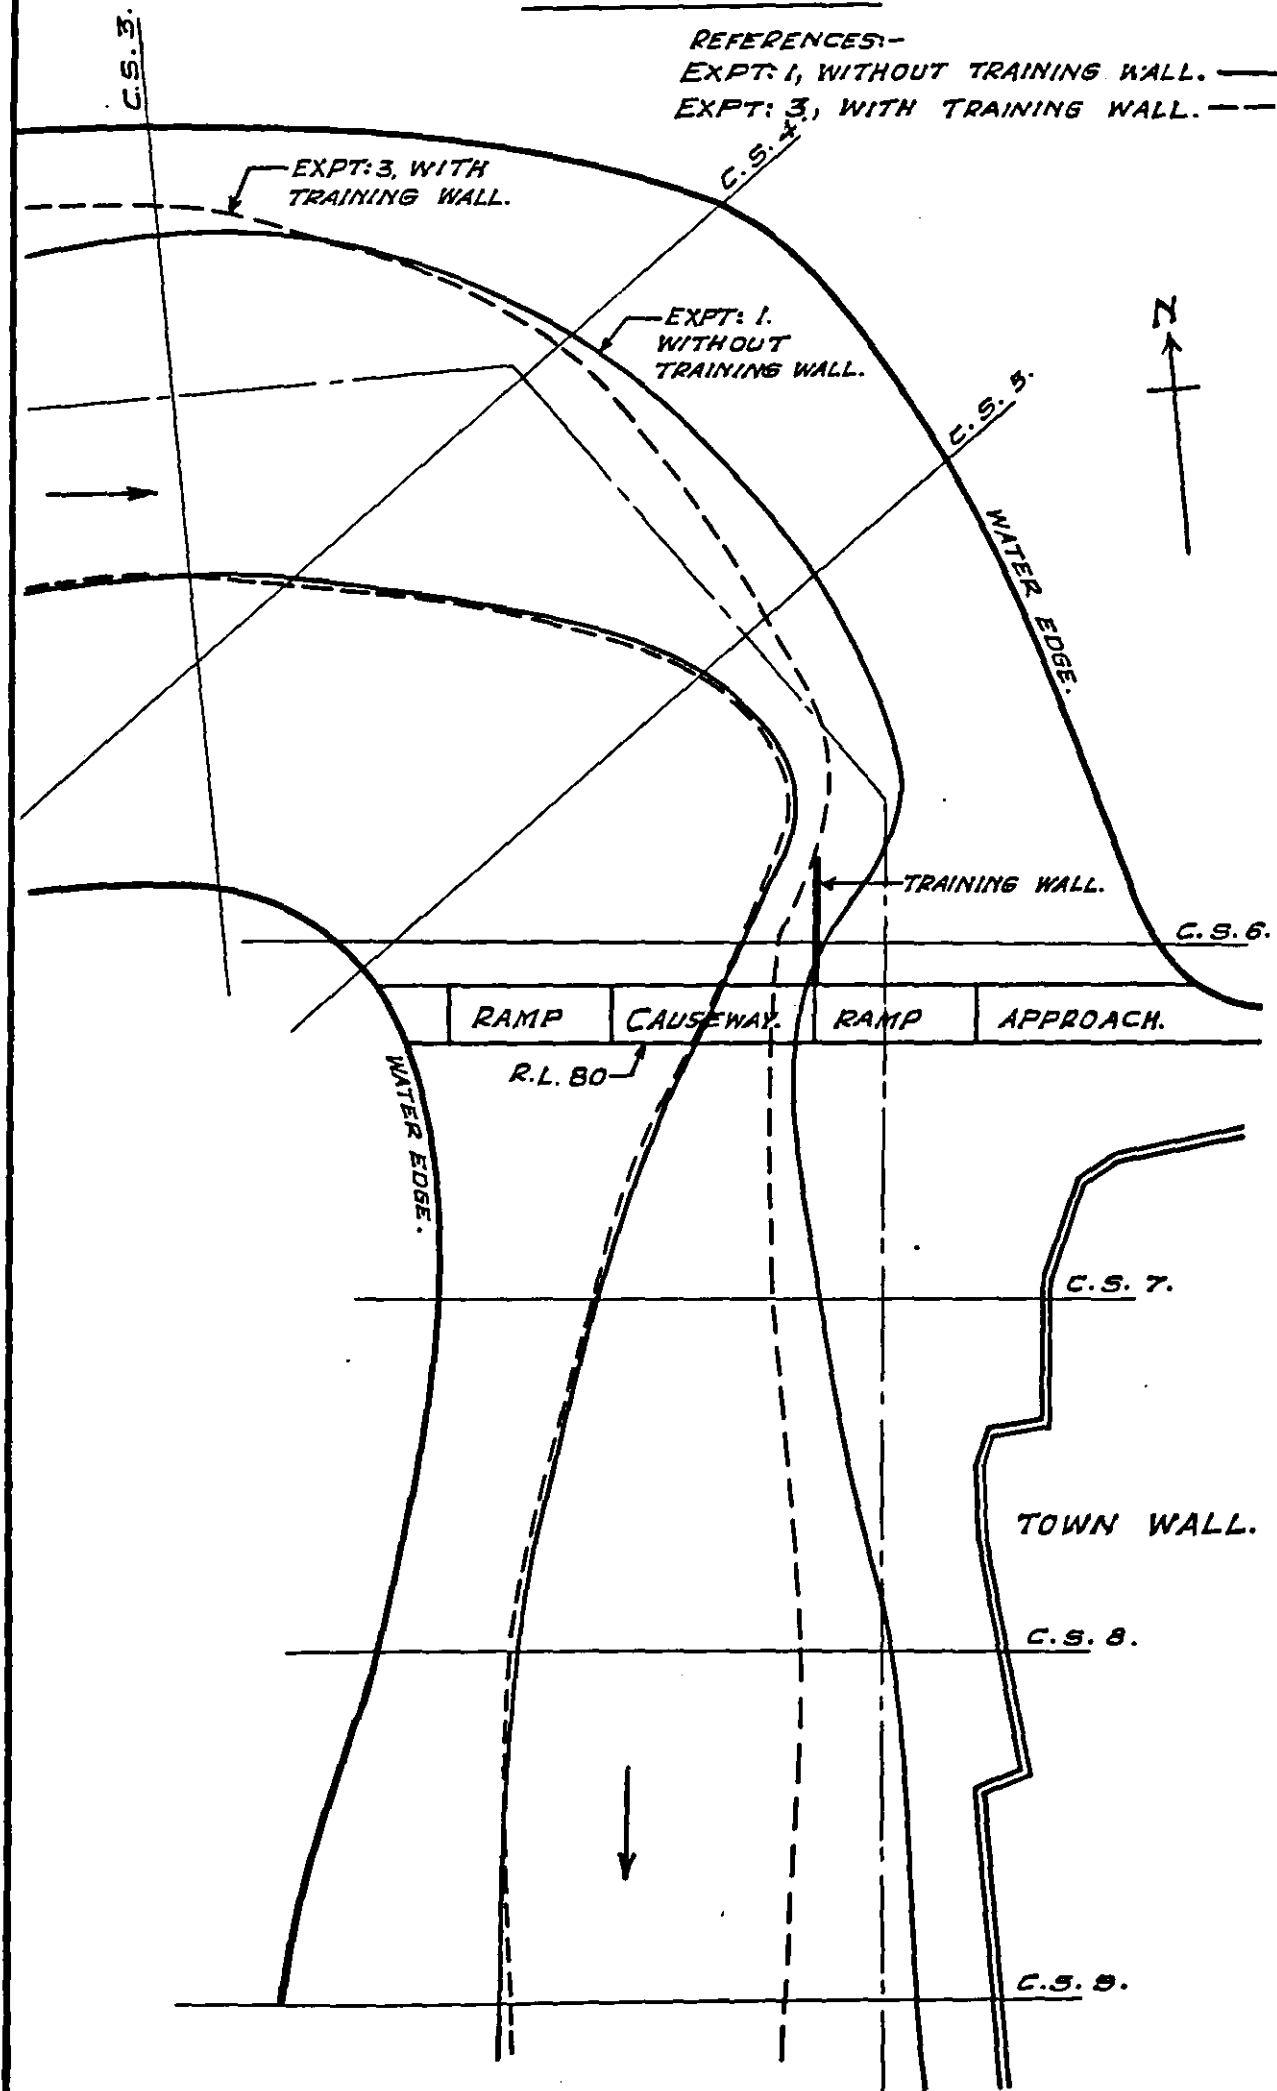 REFERENCES:-
EXPT: 1, WITHOUT TRAINING WALL.
EXPT: 3, WITH TRAINING WALL.
C.S.3.
C.S.4.
EXPT: 3, WITH
TRAINING WALL.
EXPT: 1.
WITHOUT
TRAINING WALL.
N
C.S. 5.
WATER EDGE.
TRAINING WALL.
C.S.6.
RAMP
CAUSEWAY.
RAMP
APPROACH.
R.L. 80
WATER EDGE.
C.S. 7.
TOWN WALL.
C.S. 8.
C.S. 9.